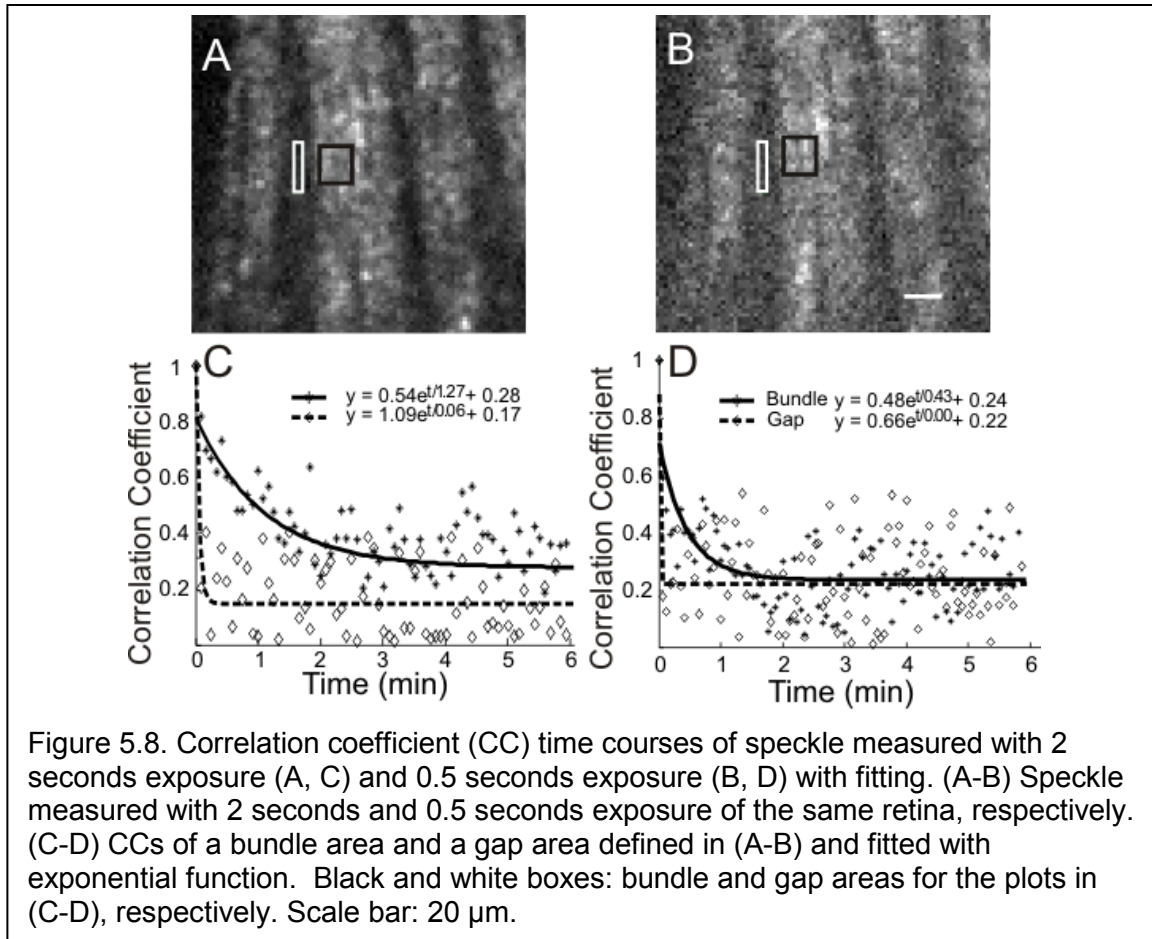 A
B
C
y = 0.54e^t/1.27 + 0.28
y = 1.09e^t/0.06 + 0.17
Correlation Coefficient
1
0.8
0.6
0.4
0.2
0 1 2 3 4 5 6
Time (min)
D
Bundle y = 0.48e^t/0.43 + 0.24
Gap y = 0.66e^t/0.00 + 0.22
Correlation Coefficient
1
0.8
0.6
0.4
0.2
0 1 2 3 4 5 6
Time (min)
Figure 5.8. Correlation coefficient (CC) time courses of speckle measured with 2
seconds exposure (A, C) and 0.5 seconds exposure (B, D) with fitting. (A-B) Speckle
measured with 2 seconds and 0.5 seconds exposure of the same retina, respectively.
(C-D) CCs of a bundle area and a gap area defined in (A-B) and fitted with
exponential function. Black and white boxes: bundle and gap areas for the plots in
(C-D), respectively. Scale bar: 20 µm.